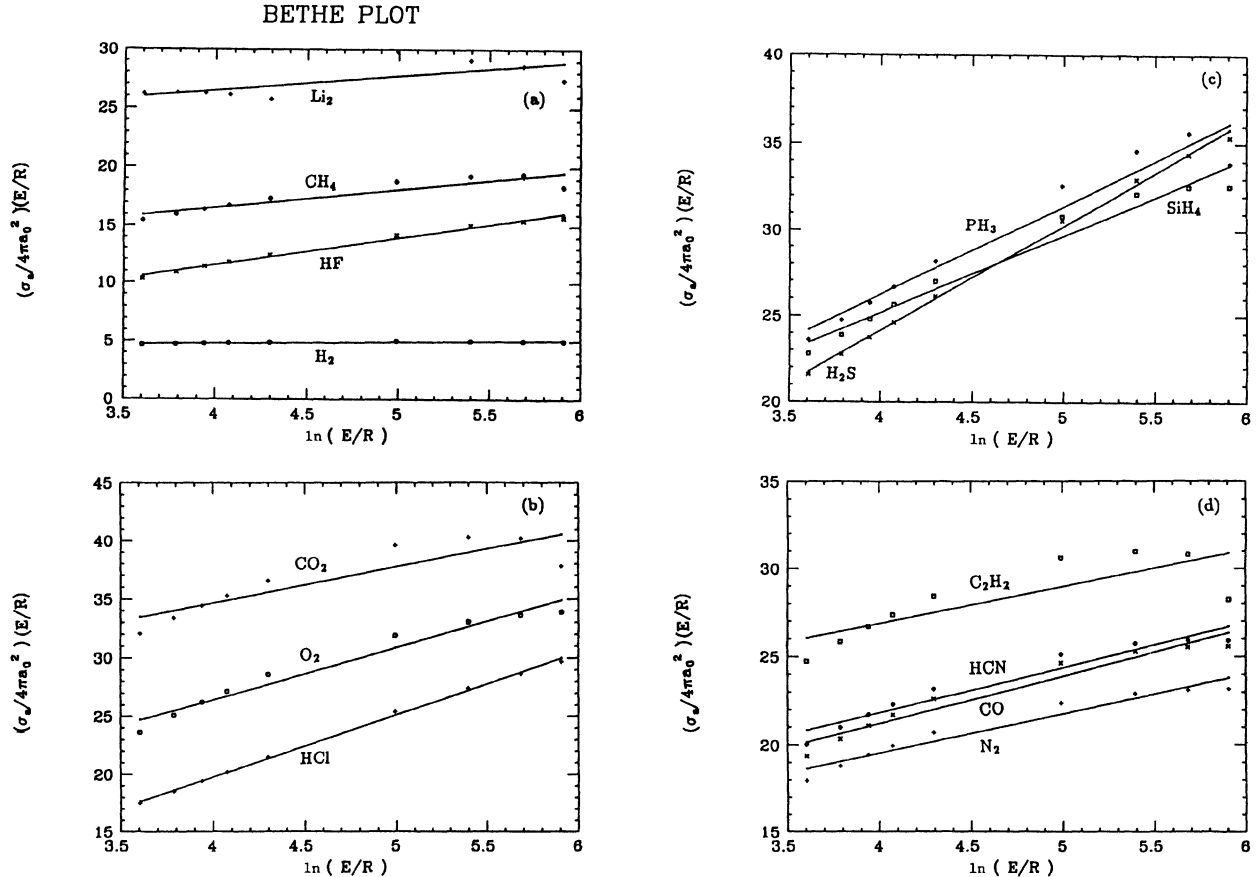 BETHE PLOT
30
25
20
15
10
5
0
(σₑ/4πa₀²)(E/R)
(a)
Li₂
CH₄
HF
H₂
3.5 4 4.5 5 5.5 6
ln ( E/R )
40
35
30
25
20
(σₑ/4πa₀²)(E/R)
(c)
PH₃
SiH₄
H₂S
3.5 4 4.5 5 5.5 6
ln ( E/R )
45
40
35
30
25
20
15
(σₑ/4πa₀²)(E/R)
(b)
CO₂
O₂
HCl
3.5 4 4.5 5 5.5 6
ln ( E/R )
35
30
25
20
15
(σₑ/4πa₀²)(E/R)
(d)
C₂H₂
HCN
CO
N₂
3.5 4 4.5 5 5.5 6
ln ( E/R )